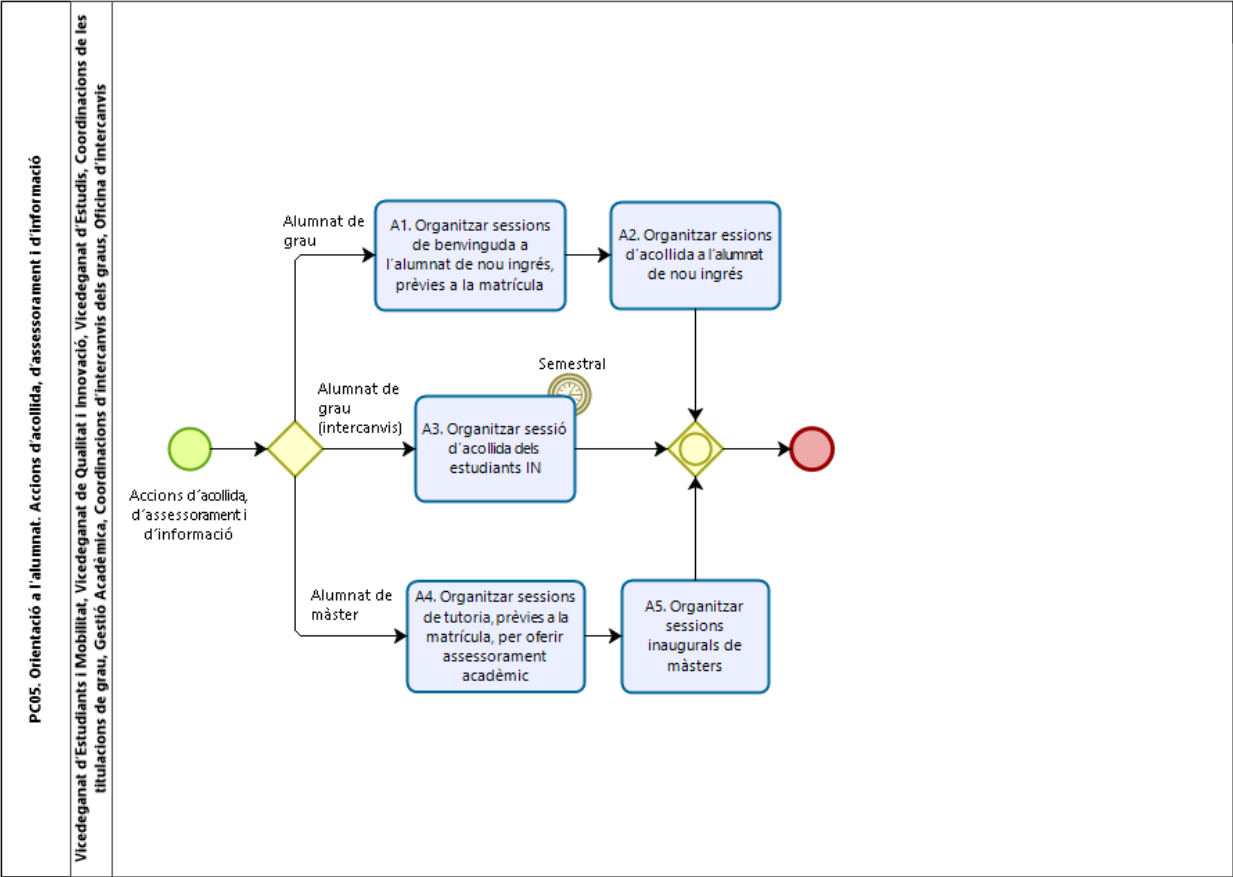 PC05. Orientació a l'alumnat. Accions d'acollida, d'assessorament i d'informació
Vicedeganat d'Estudiants i Mobilitat, Vicedeganat de Qualitat i Innovació, Vicedeganat d'Estudis, Coordinacions de les
titulacions de grau, Gestió Acadèmica, Coordinacions d'intercanvis dels graus, Oficina d'intercanvis
Alumnat de
grau
A1. Organitzar sessions
de benvinguda a
l'alumnat de nou ingrés,
prèvies a la matrícula
A2. Organitzar essions
d'acollida a l'alumnat
de nou ingrés
Semestral
Alumnat de
grau
(intercanvis)
A3. Organitzar sessió
d'acollida dels
estudiants IN
Accions d'acollida,
d'assessorament i
d'informació
Alumnat de
màster
A4. Organitzar sessions
de tutoria, prèvies a la
matrícula, per oferir
assessorament
acadèmic
A5. Organitzar
sessions
inaugurals de
màsters